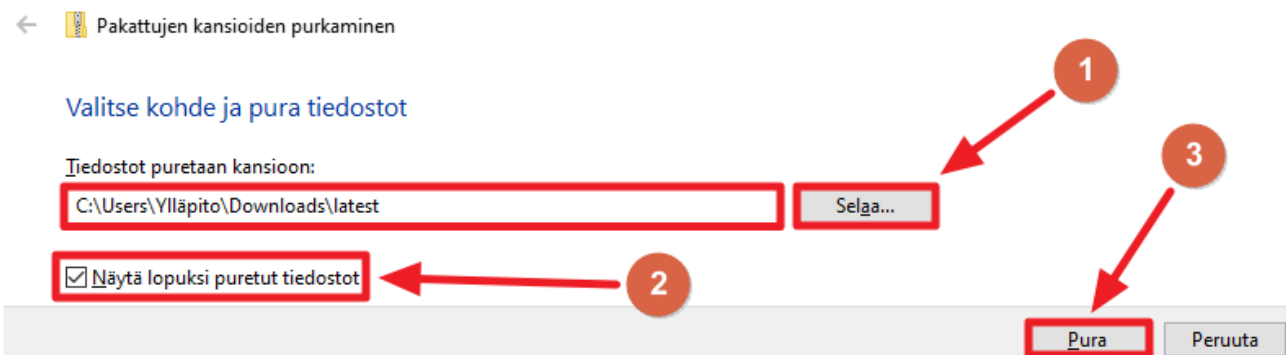 Pakattujen kansioiden purkaminen
1
Valitse kohde ja pura tiedostot
3
Tiedostot puretaan kansioon:
C:\Users\Ylläpito\Downloads\latest
Selaa...
Näytä lopuksi puretut tiedostot
2
Pura
Peruuta